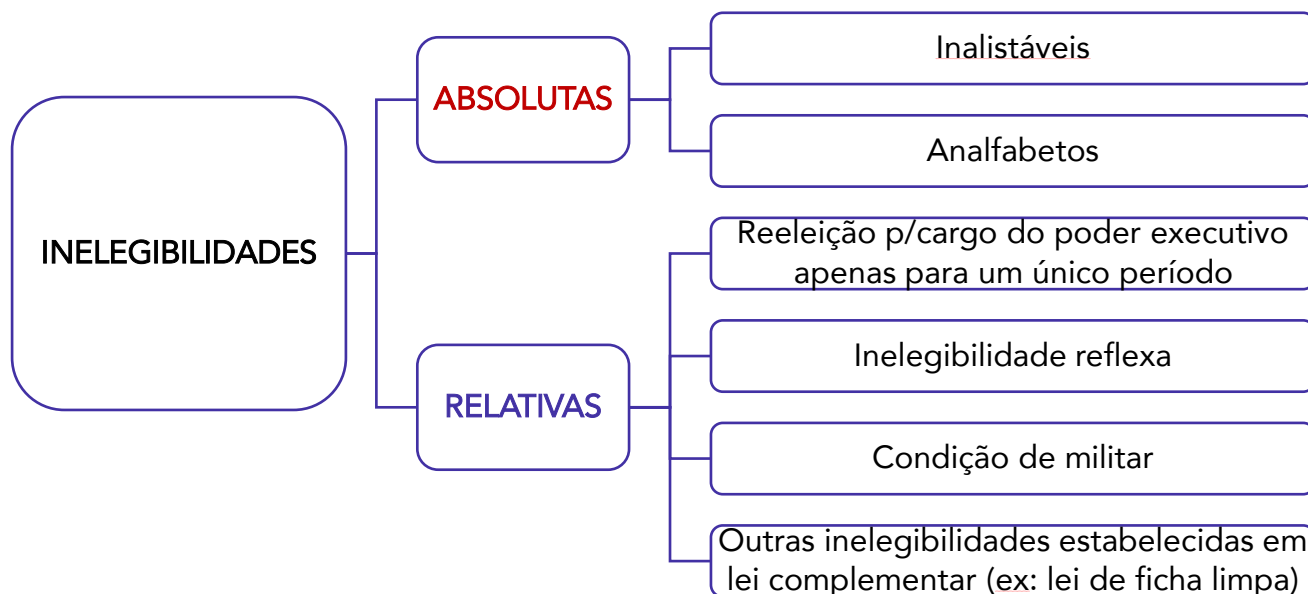 INELEGIBILIDADES
ABSOLUTAS
Inalistáveis
Analfabetos
RELATIVAS
Reeleição p/cargo do poder executivo
apenas para um único período
Inelegibilidade reflexa
Condição de militar
Outras inelegibilidades estabelecidas em
lei complementar (ex: lei de ficha limpa)